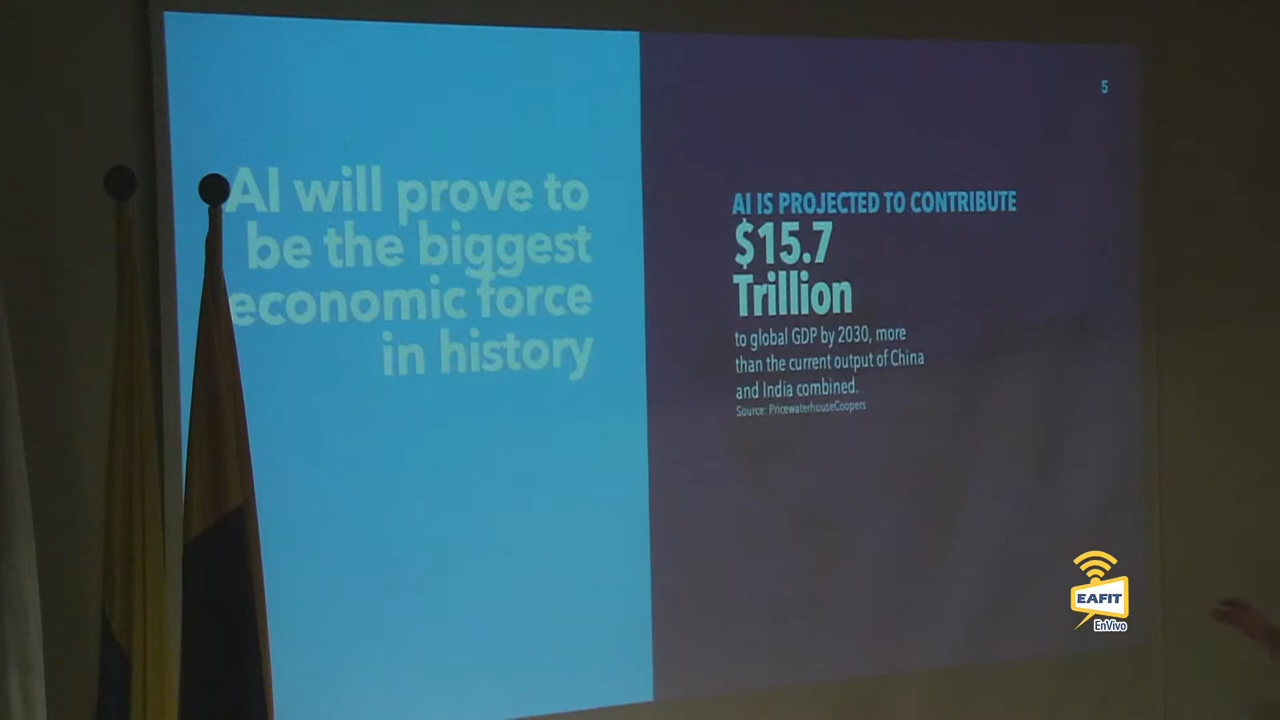 AI will prove to
be the biggest
economic force
in history
5
AI IS PROJECTED TO CONTRIBUTE
$15.7
Trillion
to global GDP by 2030, more
than the current output of China
and India combined.
Source: PricewaterhouseCoopers
EAFIT
EnVivo